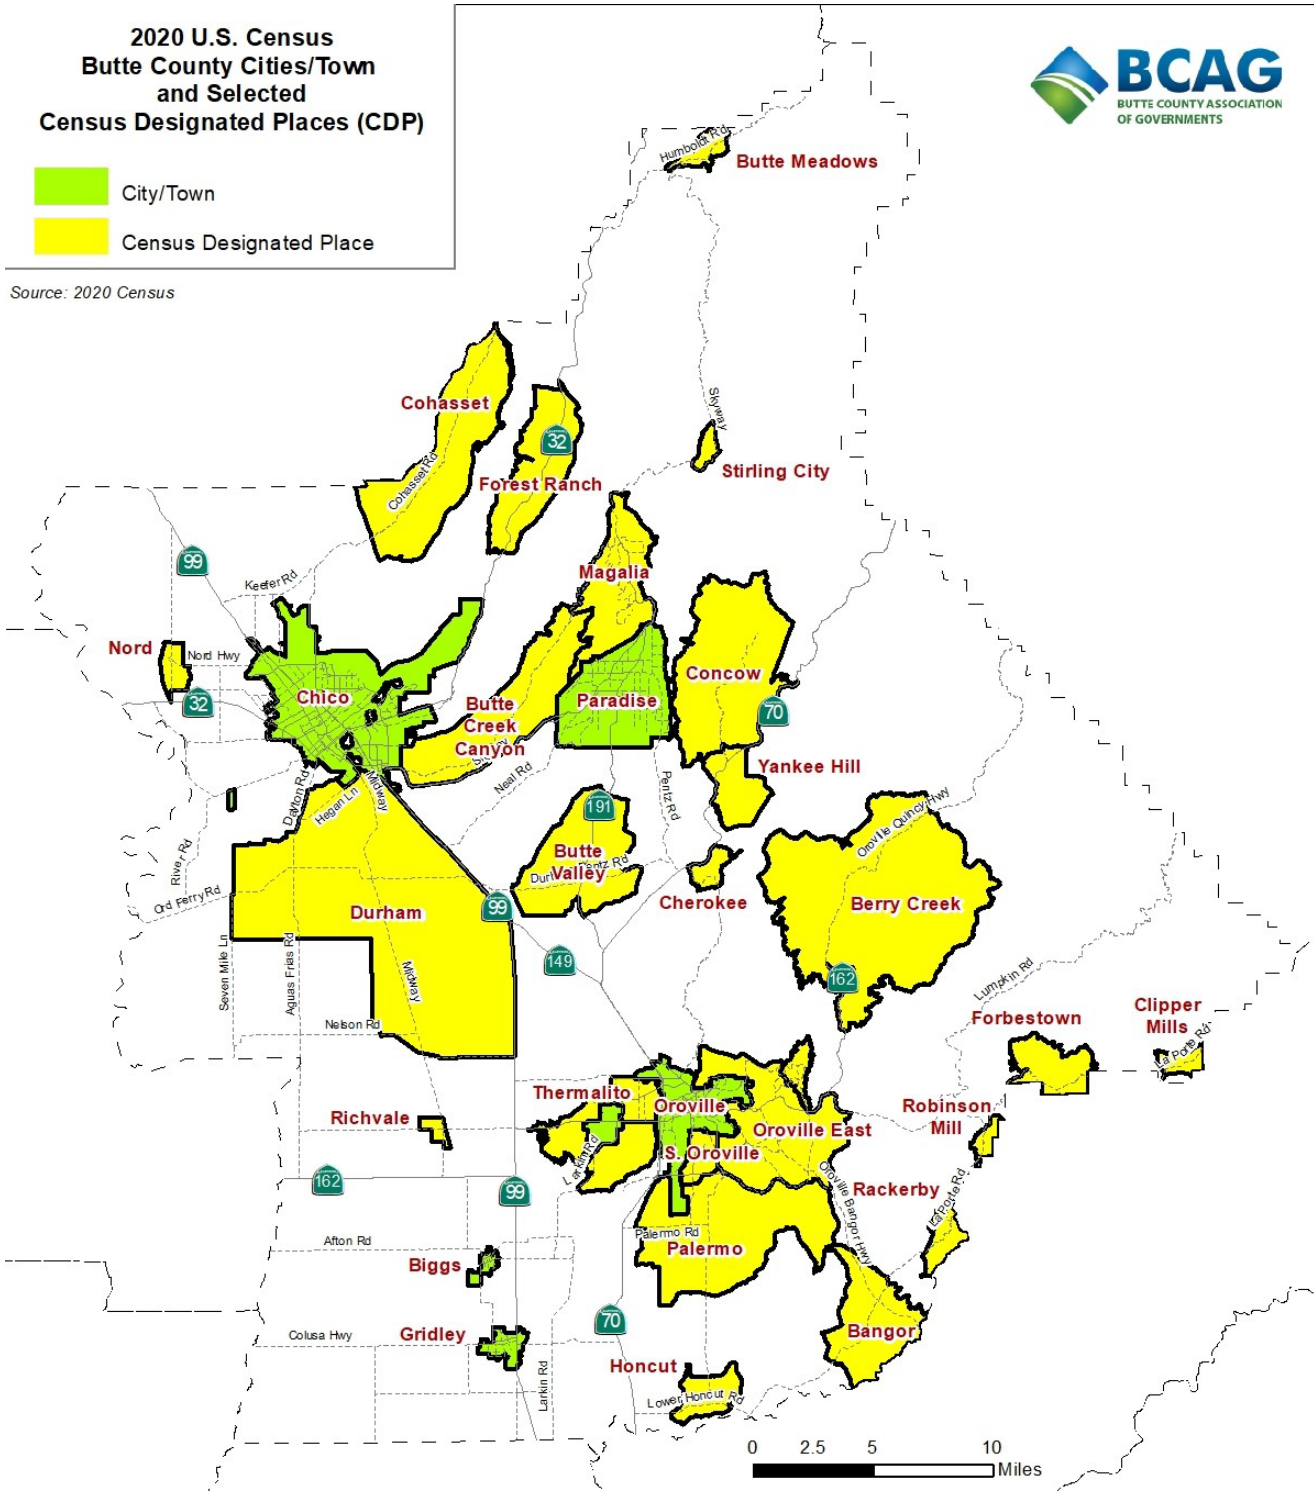 2020 U.S. Census
Butte County Cities/Town
and Selected
Census Designated Places (CDP)
City/Town
Census Designated Place
Source: 2020 Census
BCAG
BUTTE COUNTY ASSOCIATION
OF GOVERNMENTS
Humboldt Rd
Butte Meadows
Skyway
Cohasset
32
Stirling City
Forest Ranch
Cohasset Rd
99
Magalia
Keefer Rd
Nord
Nord Hwy
Concow
Chico
Paradise
32
Butte
Creek
Canyon
70
Yankee Hill
Neal Rd
Pentz Rd
Dayton Rd
Hegan Ln
Midway
191
Oroville Quincy Hwy
River Rd
Butte
Valley
Pentz Rd
Ord Ferry Rd
Cherokee
Berry Creek
99
Durham
149
Seven Mile Ln
Aguas Frias Rd
Midway
162
Lumpkin Rd
Nelson Rd
Forbestown
Clipper
Mills
La Porte Rd
Thermalito
Oroville
Robinson
Mill
Richvale
Oroville East
Larkin Rd
S. Oroville
162
99
Rackerby
La Porte Rd
Oroville Bangor Hwy
Afton Rd
Palermo Rd
Palermo
Biggs
70
Colusa Hwy
Gridley
Bangor
Honcut
Larkin Rd
Lower Honcut Rd
0 2.5 5 10
Miles